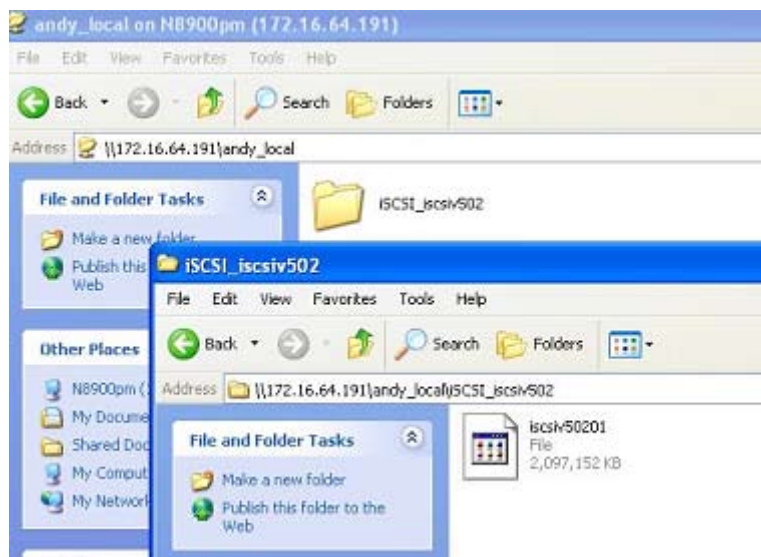 andy_local on N8900pm (172.16.64.191)
File Edit View Favorites Tools Help
Back Search Folders
Address \\172.16.64.191\andy_local
File and Folder Tasks
iSCSI_iscsiv502
Make a new folder
Publish this
Web
Other Places
N8900pm (
My Docume
Shared Doc
My Comput
My Network
iSCSI_iscsiv502
File Edit View Favorites Tools Help
Back Search Folders
Address \\172.16.64.191\andy_local\iSCSI_iscsiv502
File and Folder Tasks
Make a new folder
Publish this folder to the
Web
iscsiv50201
File
2,097,152 KB